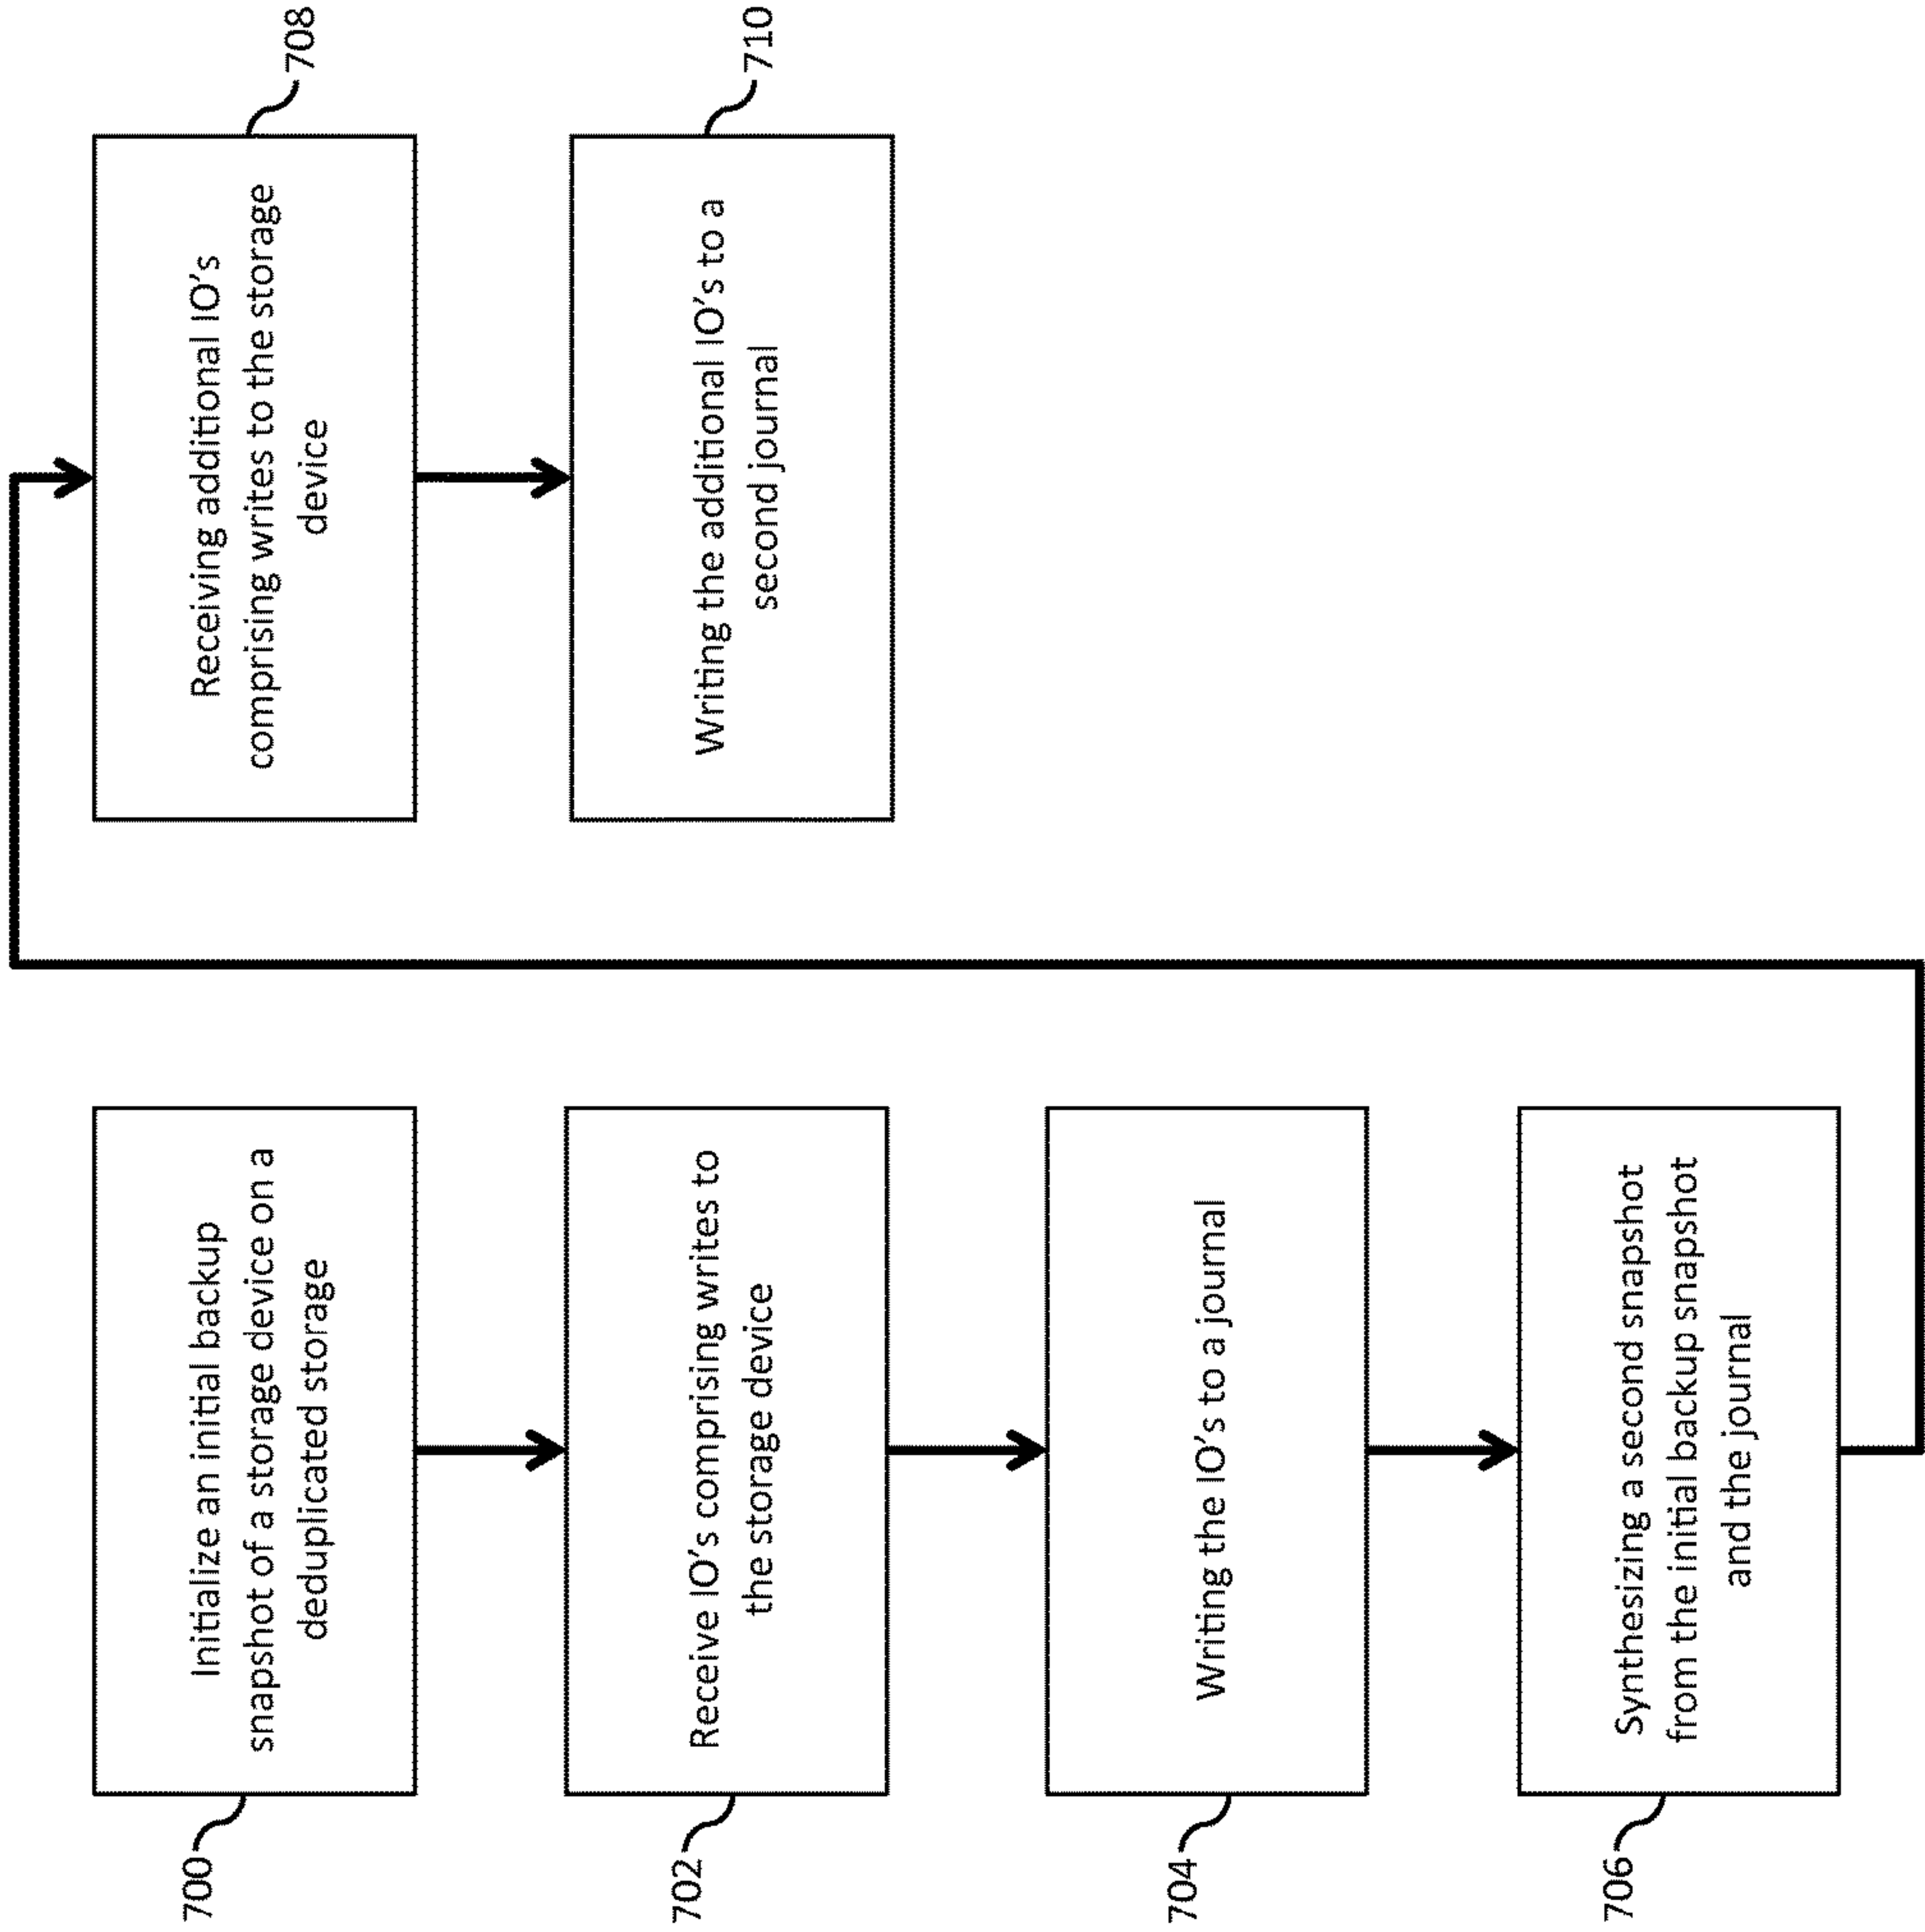 700
Initialize an initial backup
snapshot of a storage device on a
deduplicated storage
702
Receive IO's comprising writes to
the storage device
704
Writing the IO's to a journal
706
Synthesizing a second snapshot
from the initial backup snapshot
and the journal
708
Receiving additional IO's
comprising writes to the storage
device
710
Writing the additional IO's to a
second journal